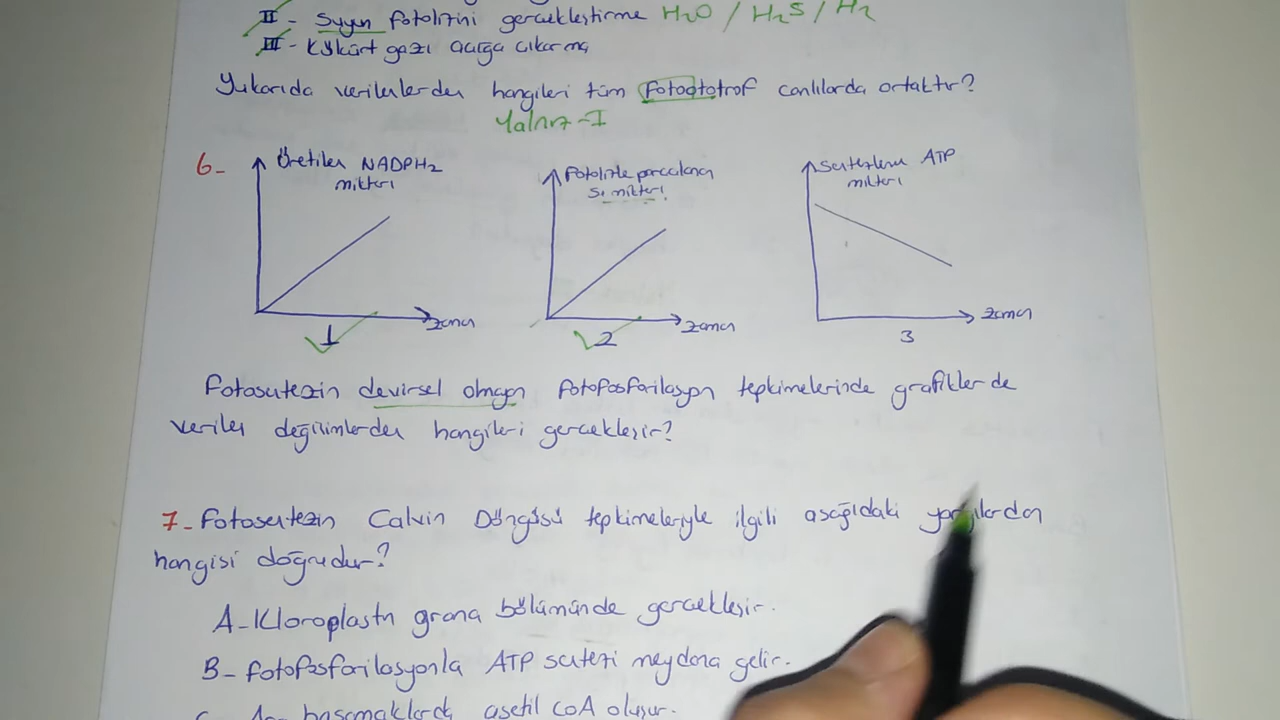 II - Suyun fotolizini gerçekleştirme H2O / H2S / H2
III - Kükürt gazı açığa çıkarma
Yukarıda verilenlerden hangileri tüm fotoototrof canlılarda ortaktır?
Yalnız - I
6- Üretilen NADPH2 miktarı
Fotolizle parçalanan su miktarı
Sentezlenen ATP miktarı
zaman
zaman
zaman
1
2
3
Fotosentezin devirsel olmayan fotofosforilasyon tepkimelerinde grafiklerde
verilen değişimlerden hangileri gerçekleşir?
7- Fotosentezin Calvin Döngüsü tepkimeleriyle ilgili aşağıdaki yargılardan
hangisi doğrudur?
A- Kloroplastın grana bölümünde gerçekleşir.
B- Fotofosforilasyonla ATP sentezi meydana gelir.
basamaklarda asetil CoA oluşur.